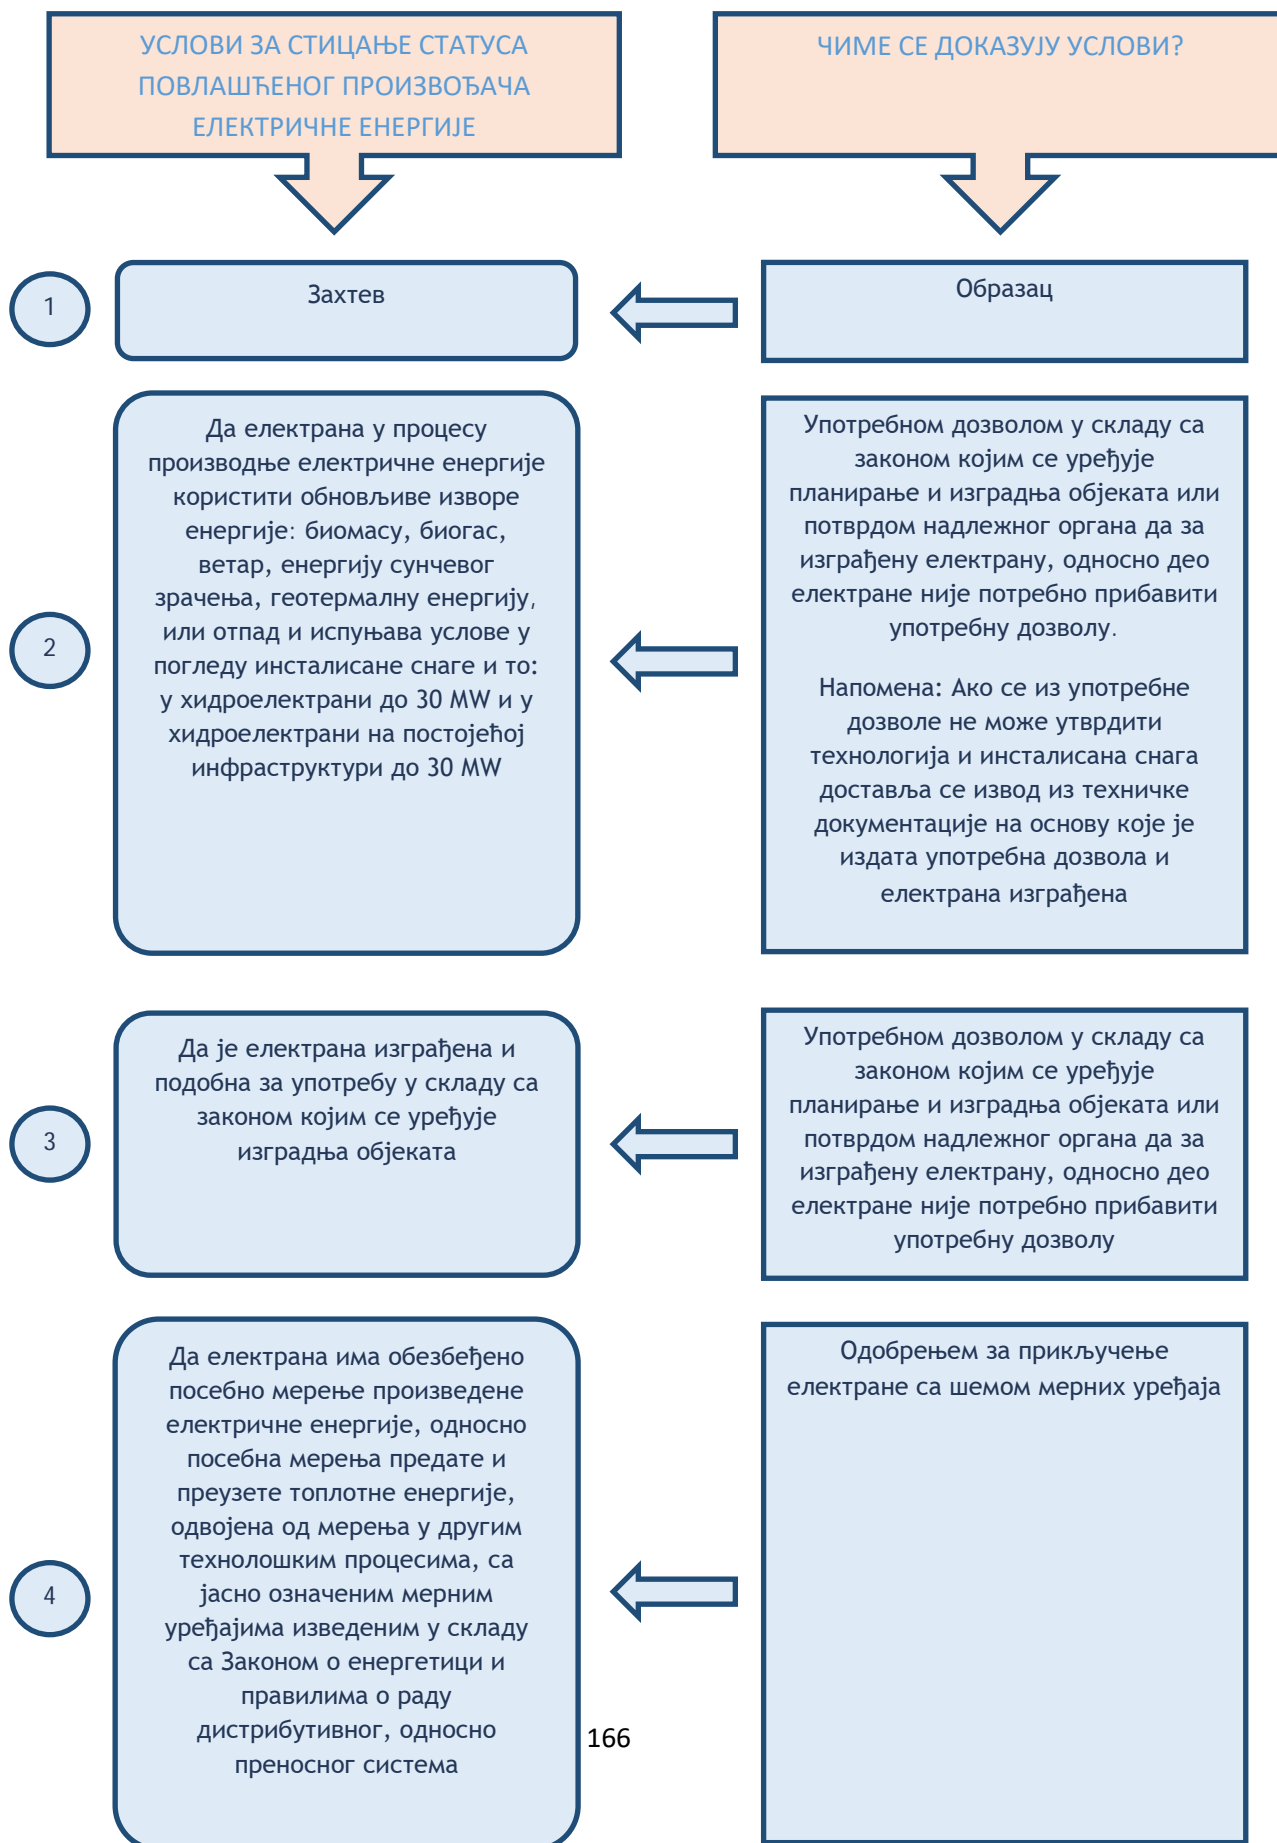 УСЛОВИ ЗА СТИЦАЊЕ СТАТУСА
ПОВЛАШЋЕНОГ ПРОИЗВОЂАЧА
ЕЛЕКТРИЧНЕ ЕНЕРГИЈЕ
ЧИМЕ СЕ ДОКАЗУЈУ УСЛОВИ?
1
Захтев
Образац
2
Да електрана у процесу
производње електричне енергије
користити обновљиве изворе
енергије: биомасу, биогас,
ветар, енергију сунчевог
зрачења, геотермалну енергију,
или отпад и испуњава услове у
погледу инсталисане снаге и то:
у хидроелектрани до 30 MW и у
хидроелектрани на постојећој
инфраструктури до 30 MW
Употребном дозволом у складу са
законом којим се уређује
планирање и изградња објеката или
потврдом надлежног органа да за
изграђену електрану, односно део
електране није потребно прибавити
употребну дозволу.
Напомена: Ако се из употребне
дозволе не може утврдити
технологија и инсталисана снага
доставља се извод из техничке
документације на основу које је
издата употребна дозвола и
електрана изграђена
3
Да је електрана изграђена и
подобна за употребу у складу са
законом којим се уређује
изградња објеката
Употребном дозволом у складу са
законом којим се уређује
планирање и изградња објеката или
потврдом надлежног органа да за
изграђену електрану, односно део
електране није потребно прибавити
употребну дозволу
4
Да електрана има обезбеђено
посебно мерење произведене
електричне енергије, односно
посебна мерења предате и
преузете топлотне енергије,
одвојена од мерења у другим
технолошким процесима, са
јасно означеним мерним
уређајима изведеним у складу
са Законом о енергетици и
правилима о раду
дистрибутивног, односно
преносног система
Одобрењем за прикључење
електране са шемом мерних уређаја
166